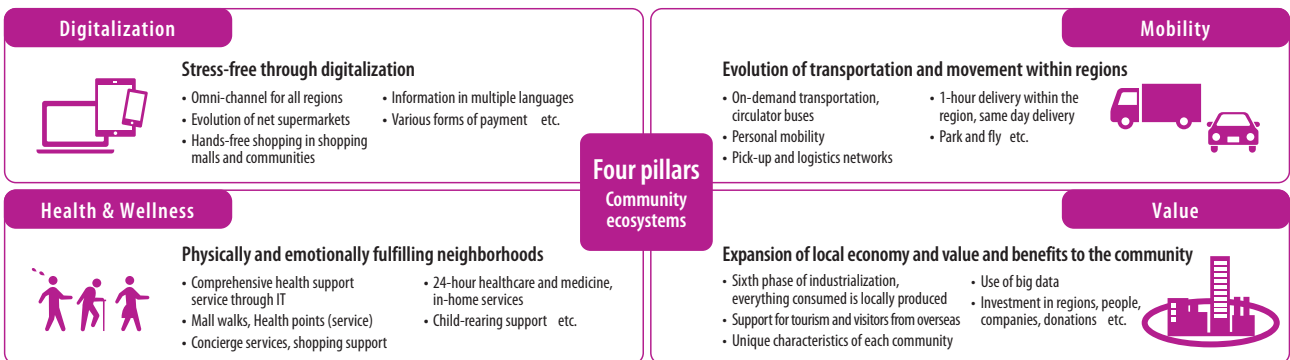 Digitalization
Stress-free through digitalization
• Omni-channel for all regions
• Evolution of net supermarkets
• Hands-free shopping in shopping
malls and communities
• Information in multiple languages
• Various forms of payment etc.
Mobility
Evolution of transportation and movement within regions
• On-demand transportation,
circulator buses
• Personal mobility
• Pick-up and logistics networks
• 1-hour delivery within the
region, same day delivery
• Park and fly etc.
Four pillars
Community
ecosystems
Health & Wellness
Physically and emotionally fulfilling neighborhoods
• Comprehensive health support
service through IT
• Mall walks, Health points (service)
• Concierge services, shopping support
• 24-hour healthcare and medicine,
in-home services
• Child-rearing support etc.
Value
Expansion of local economy and value and benefits to the community
• Sixth phase of industrialization,
everything consumed is locally produced
• Support for tourism and visitors from overseas
• Unique characteristics of each community
• Use of big data
• Investment in regions, people,
companies, donations etc.